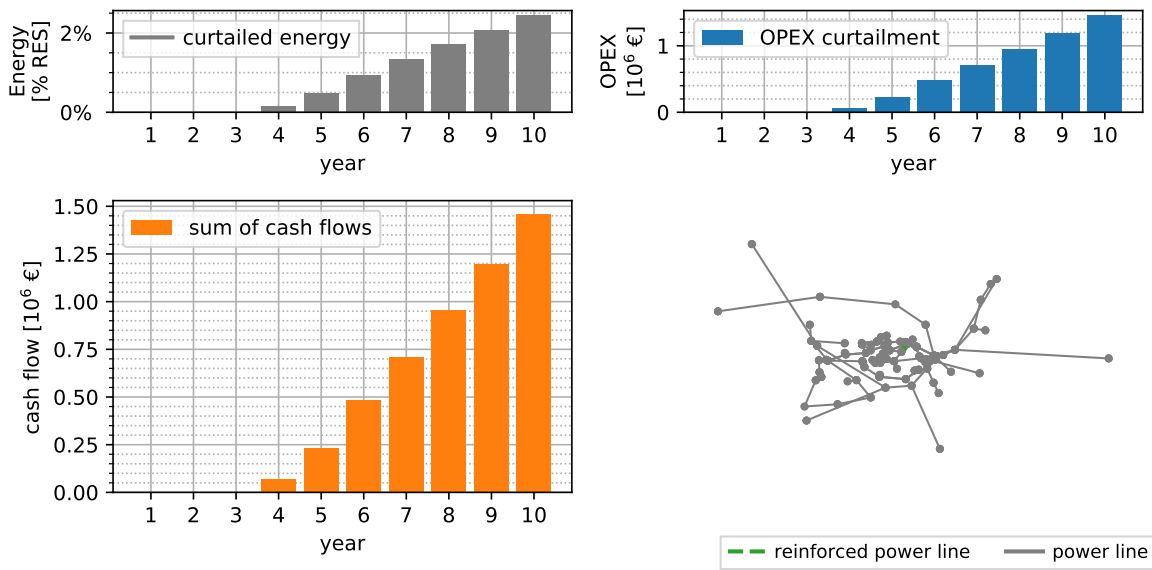 Energy
[% RES]
2%
0%
curtailed energy
1 2 3 4 5 6 7 8 9 10
year
OPEX
[10⁶ €]
1
0
OPEX curtailment
1 2 3 4 5 6 7 8 9 10
year
cash flow [10⁶ €]
1.50
1.25
1.00
0.75
0.50
0.25
0.00
sum of cash flows
1 2 3 4 5 6 7 8 9 10
year
reinforced power line power line